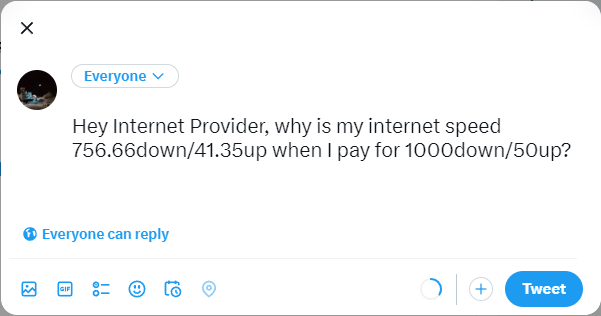 Everyone
Hey Internet Provider, why is my internet speed
756.66down/41.35up when I pay for 1000down/50up?
Everyone can reply
GIF
Tweet